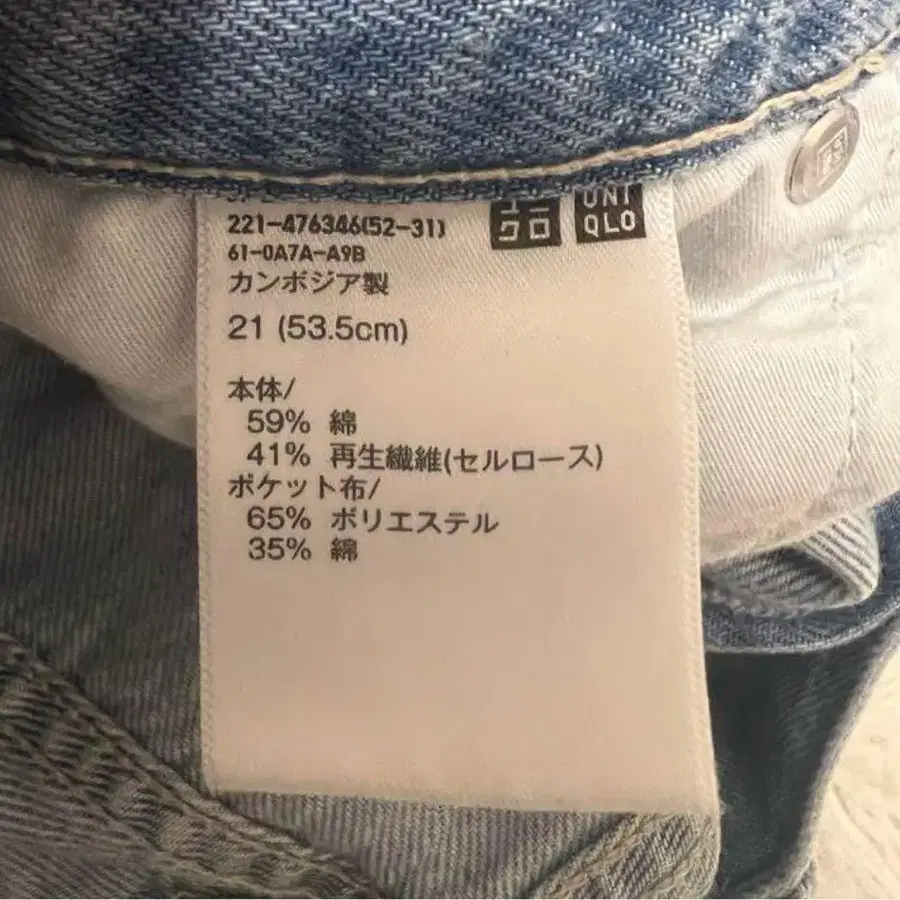 221-476346(52-31)
61-0A7A-A9B
カンボジア製
21 (53.5cm)
ユニ
クロ
UNI
QLO
本体/
59% 綿
41% 再生繊維(セルロース)
ポケット布/
65% ポリエステル
35% 綿